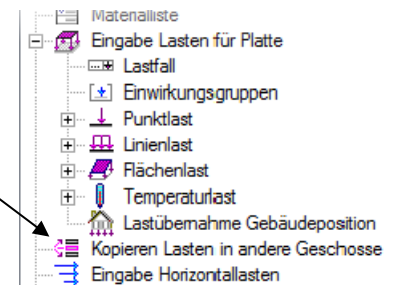 Materialliste
Eingabe Lasten für Platte
Lastfall
Einwirkungsgruppen
Punktlast
Linienlast
Flächenlast
Temperaturlast
Lastübernahme Gebäudeposition
Kopieren Lasten in andere Geschosse
Eingabe Horizontallasten